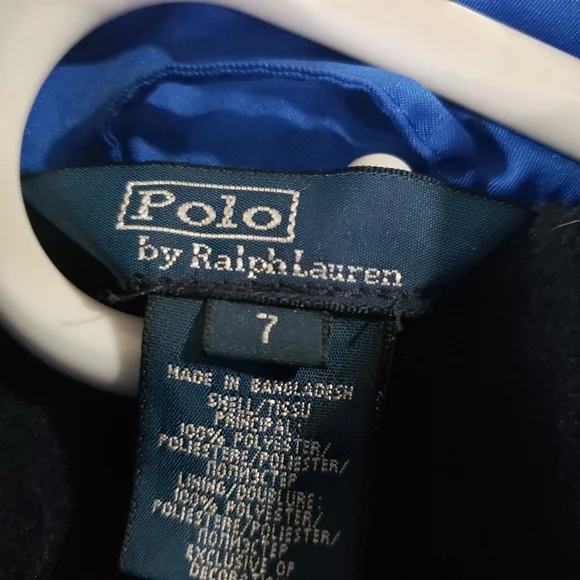 Polo
by Ralph Lauren
7
MADE IN BANGLADESH
SHELL/TISSU
PRINCIPAL:
100% POLYESTER/
POLIESTERE/POLIESTER/
ПОЛИЭСТЕР
LINING/DOUBLURE:
100% POLYESTER/
POLIESTERE/POLIESTER/
ПОЛИЭСТЕР
EXCLUSIVE OF